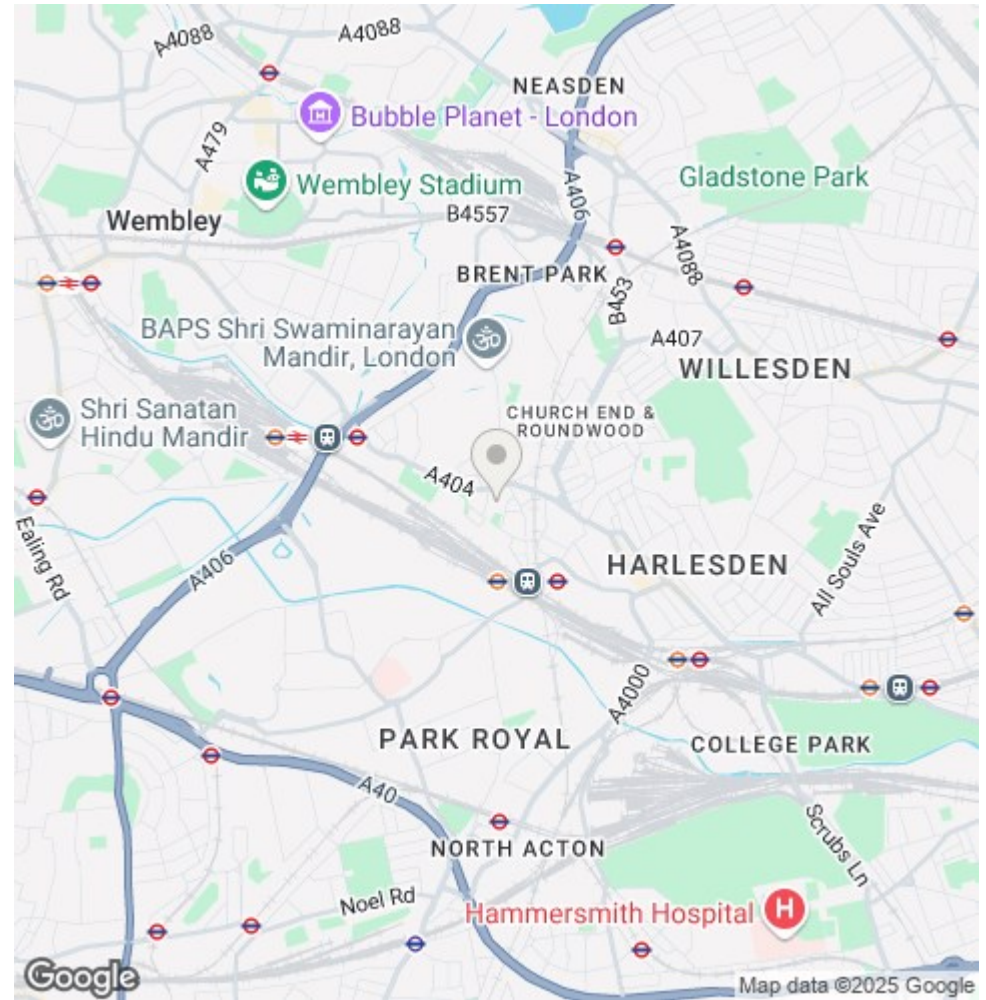 A4088
A4088
NEASDEN
Bubble Planet - London
A479
Wembley Stadium
Gladstone Park
A406
B4557
Wembley
A4088
BRENT PARK
B453
BAPS Shri Swaminarayan
Mandir, London
A407
WILLESDEN
Shri Sanatan
Hindu Mandir
CHURCH END &
ROUNDWOOD
A404
Ealing Rd
A406
HARLESDEN
All Souls Ave
A4000
PARK ROYAL
COLLEGE PARK
A40
NORTH ACTON
Scrubs Ln
Noel Rd
Hammersmith Hospital
H
Google
Map data ©2025 Google